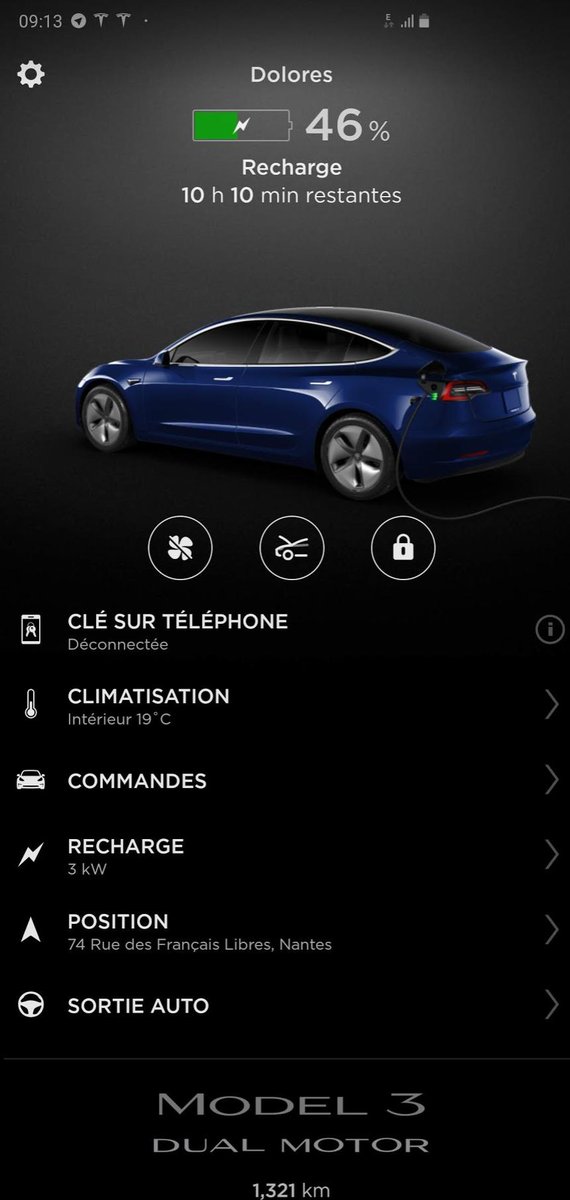 09:13
E
Dolores
46 %
Recharge
10 h 10 min restantes
CLÉ SUR TÉLÉPHONE
Déconnectée
CLIMATISATION
Intérieur 19°C
COMMANDES
RECHARGE
3 kW
POSITION
74 Rue des Français Libres, Nantes
SORTIE AUTO
MODEL 3
DUAL MOTOR
1,321 km